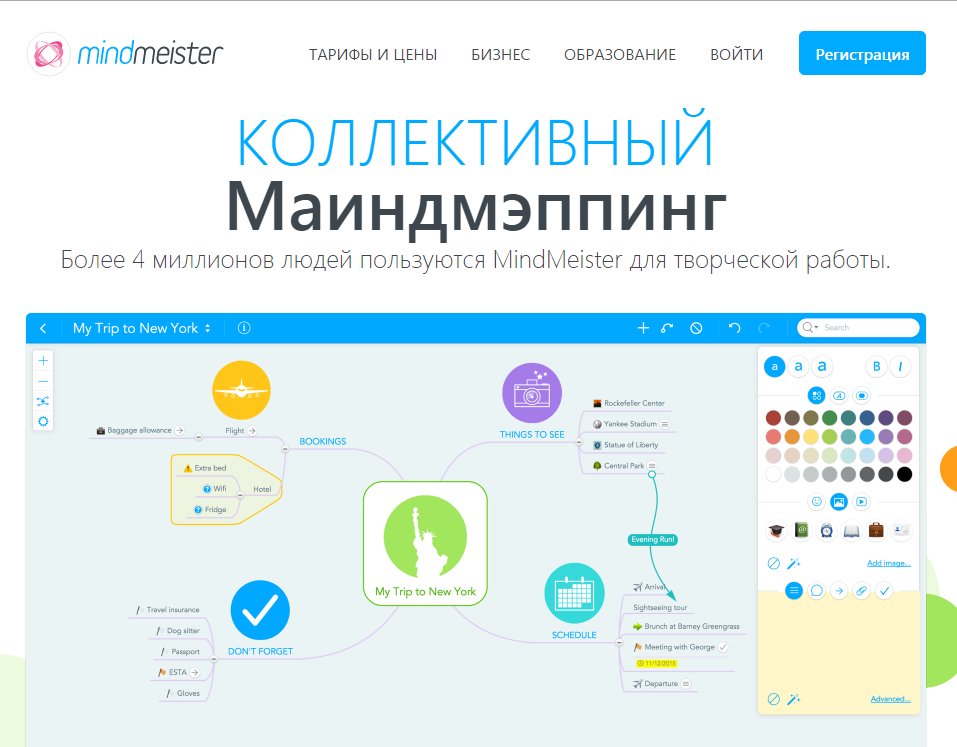 mindmeister
ТАРИФЫ И ЦЕНЫ
БИЗНЕС
ОБРАЗОВАНИЕ
ВОЙТИ
Регистрация
КОЛЛЕКТИВНЫЙ
Маиндмэппинг
Более 4 миллионов людей пользуются MindMeister для творческой работы.
My Trip to New York
Search
Baggage allowance
Flight
BOOKINGS
Extra bed
Wifi
Fridge
Hotel
THINGS TO SEE
Rockefeller Center
Yankee Stadium
Statue of Liberty
Central Park
Evening Run!
My Trip to New York
Travel insurance
Dog sitter
Passport
ESTA
Gloves
DON'T FORGET
SCHEDULE
Arrival
Sightseeing tour
Brunch at Barney Greengrass
Meeting with George
11/12/2015
Departure
a a a B I
A
Add image...
Advanced...